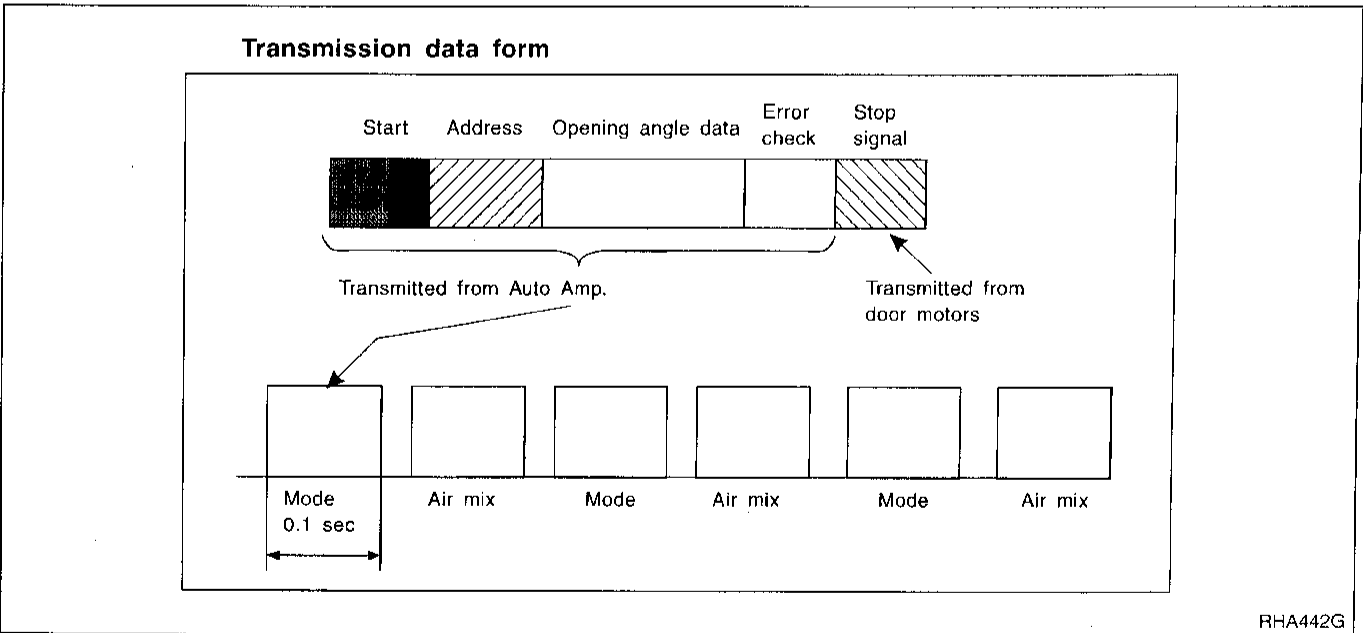 Transmission data form
Start Address Opening angle data Error check Stop signal
Transmitted from Auto Amp.
Transmitted from
door motors
Mode Air mix Mode Air mix Mode Air mix
0.1 sec
RHA442G